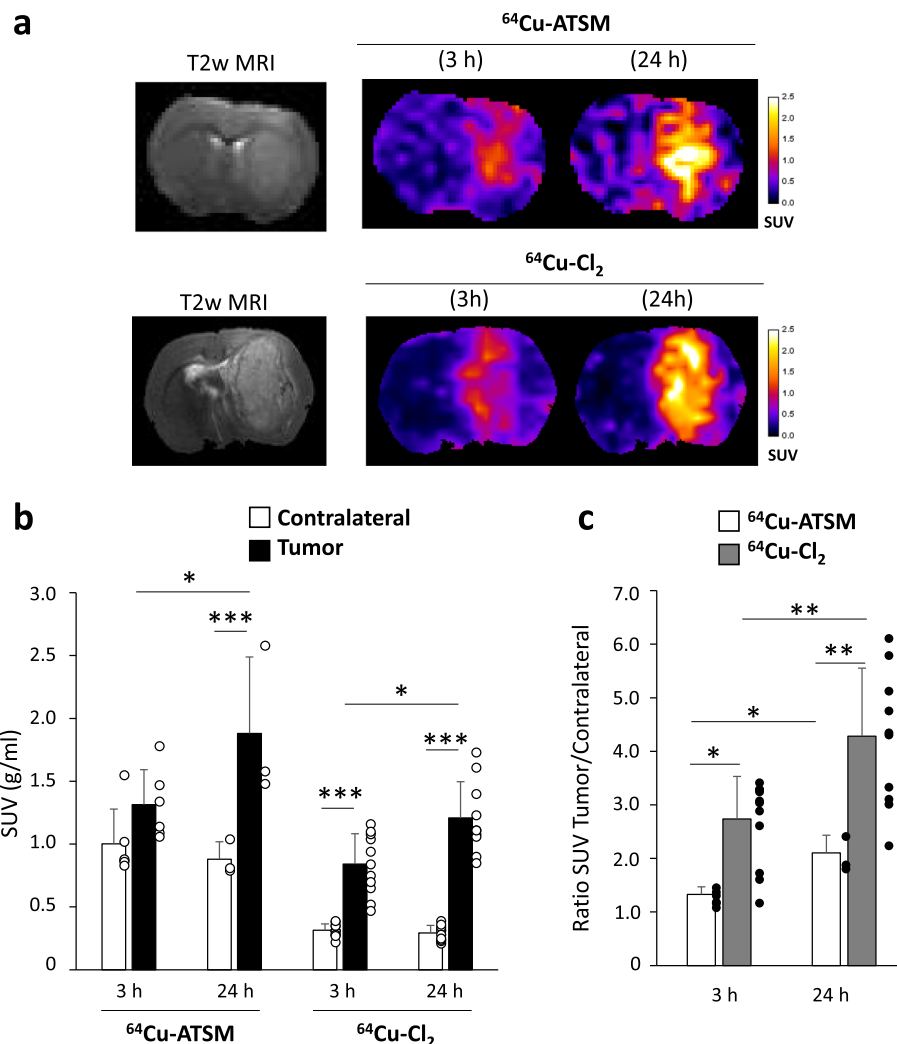 a
⁶⁴Cu-ATSM
T2w MRI
(3 h)
(24 h)
2.5
2.0
1.5
1.0
0.5
0.0
SUV
⁶⁴Cu-Cl₂
T2w MRI
(3h)
(24h)
2.5
2.0
1.5
1.0
0.5
0.0
SUV
b
Contralateral
Tumor
SUV (g/ml)
3.0
2.5
2.0
1.5
1.0
0.5
0
*
***
***
*
***
3 h
24 h
3 h
24 h
⁶⁴Cu-ATSM
⁶⁴Cu-Cl₂
c
⁶⁴Cu-ATSM
⁶⁴Cu-Cl₂
Ratio SUV Tumor/Contralateral
7.0
6.0
5.0
4.0
3.0
2.0
1.0
0
**
**
*
*
3 h
24 h